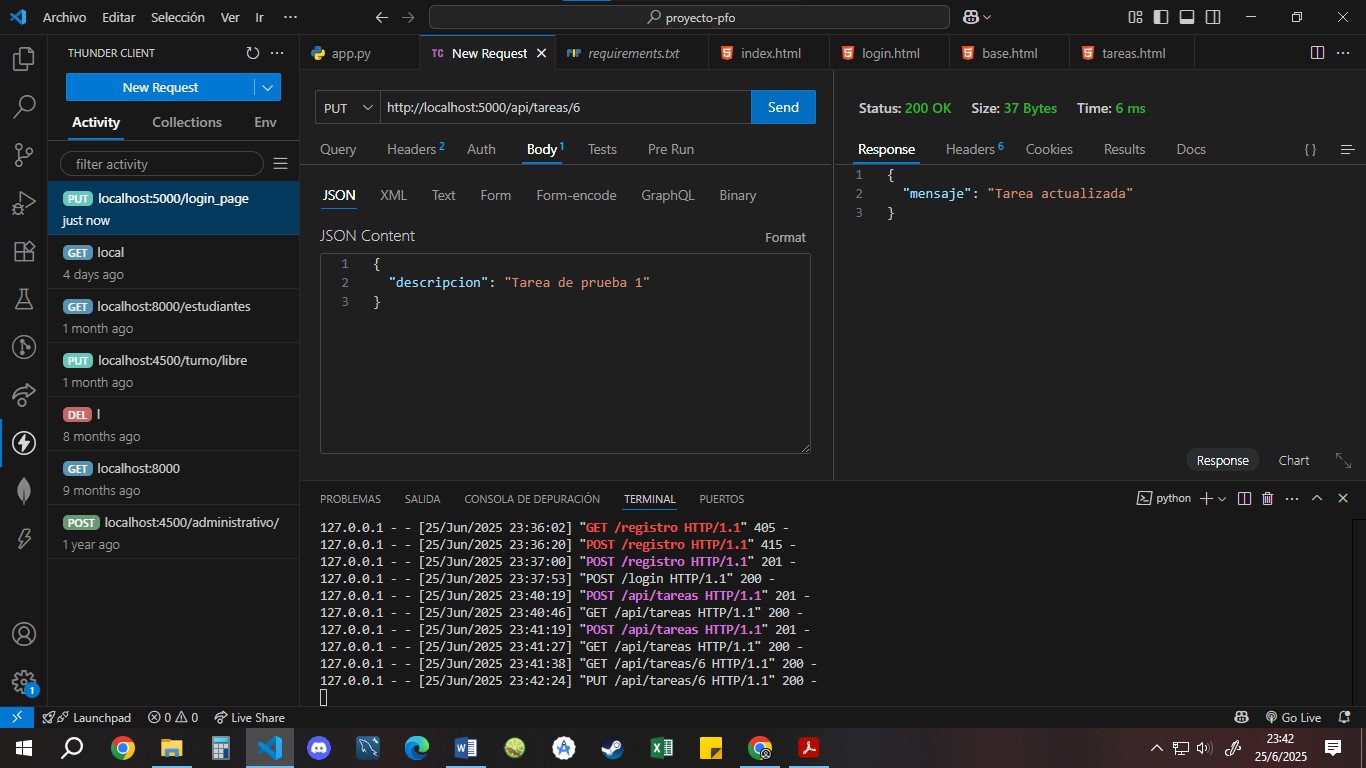 Archivo Editar Selección Ver Ir ··· proyecto-pfo
THUNDER CLIENT ···
New Request
Activity Collections Env
filter activity
PUT localhost:5000/login_page
just now
GET local
4 days ago
GET localhost:8000/estudiantes
1 month ago
PUT localhost:4500/turno/libre
1 month ago
DEL l
8 months ago
GET localhost:8000
9 months ago
POST localhost:4500/administrativo/
1 year ago
1
app.py TC New Request requirements.txt index.html login.html base.html tareas.html ···
PUT http://localhost:5000/api/tareas/6 Send
Query Headers 2 Auth Body 1 Tests Pre Run
JSON XML Text Form Form-encode GraphQL Binary
JSON Content Format
1 {
2 "descripcion": "Tarea de prueba 1"
3 }
Status: 200 OK Size: 37 Bytes Time: 6 ms
Response Headers 6 Cookies Results Docs { }
1 {
2 "mensaje": "Tarea actualizada"
3 }
Response Chart
PROBLEMAS SALIDA CONSOLA DE DEPURACIÓN TERMINAL PUERTOS python ···
127.0.0.1 - - [25/Jun/2025 23:36:02] "GET /registro HTTP/1.1" 405 -
127.0.0.1 - - [25/Jun/2025 23:36:20] "POST /registro HTTP/1.1" 415 -
127.0.0.1 - - [25/Jun/2025 23:37:00] "POST /registro HTTP/1.1" 201 -
127.0.0.1 - - [25/Jun/2025 23:37:53] "POST /login HTTP/1.1" 200 -
127.0.0.1 - - [25/Jun/2025 23:40:19] "POST /api/tareas HTTP/1.1" 201 -
127.0.0.1 - - [25/Jun/2025 23:40:46] "GET /api/tareas HTTP/1.1" 200 -
127.0.0.1 - - [25/Jun/2025 23:41:19] "POST /api/tareas HTTP/1.1" 201 -
127.0.0.1 - - [25/Jun/2025 23:41:27] "GET /api/tareas HTTP/1.1" 200 -
127.0.0.1 - - [25/Jun/2025 23:41:38] "GET /api/tareas/6 HTTP/1.1" 200 -
127.0.0.1 - - [25/Jun/2025 23:42:24] "PUT /api/tareas/6 HTTP/1.1" 200 -
Launchpad 0 0 Live Share Go Live
23:42
25/6/2025